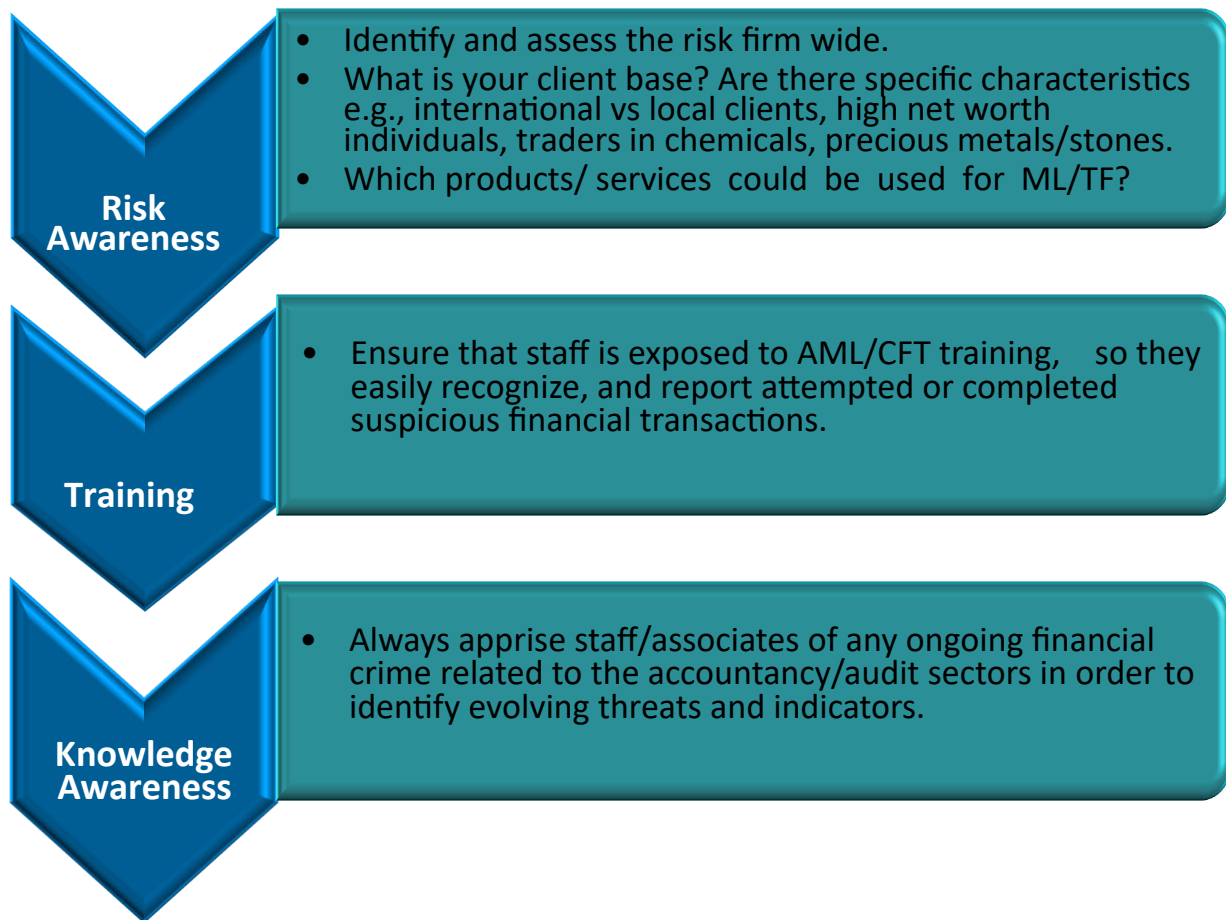 Risk
Awareness
• Identify and assess the risk firm wide.
• What is your client base? Are there specific characteristics
e.g., international vs local clients, high net worth
individuals, traders in chemicals, precious metals/stones.
• Which products/ services could be used for ML/TF?
Training
• Ensure that staff is exposed to AML/CFT training, so they
easily recognize, and report attempted or completed
suspicious financial transactions.
Knowledge
Awareness
• Always apprise staff/associates of any ongoing financial
crime related to the accountancy/audit sectors in order to
identify evolving threats and indicators.